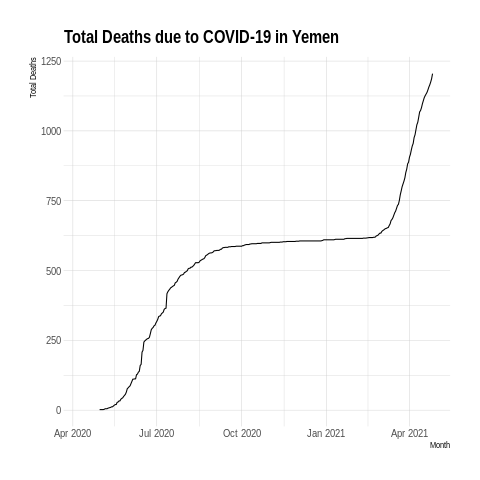 Total Deaths due to COVID-19 in Yemen
Total Deaths
1250
1000
750
500
250
0
Apr 2020 Jul 2020 Oct 2020 Jan 2021 Apr 2021
Month